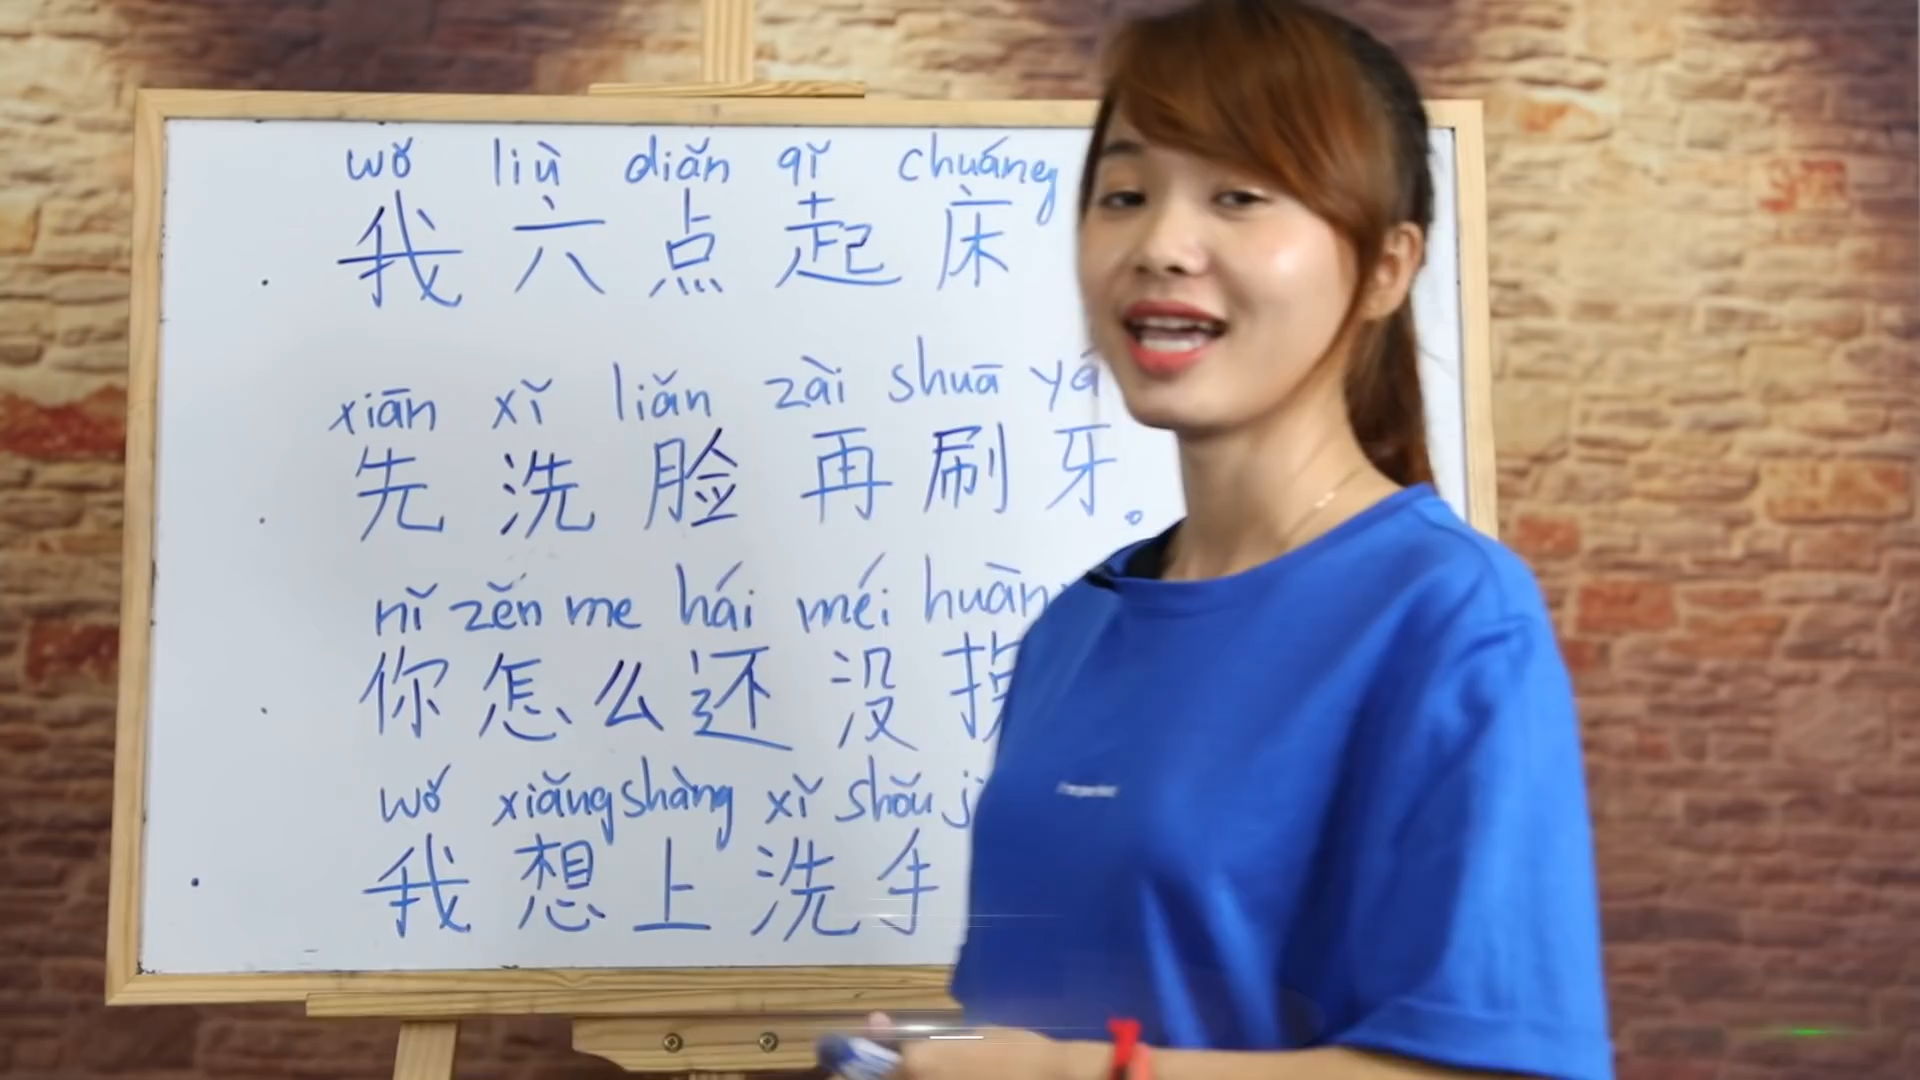 wǒ liù diǎn qǐ chuáng
我 六 点 起 床
xiān xǐ liǎn zài shuā yá
先 洗 脸 再 刷 牙。
nǐ zěn me hái méi huàn
你 怎 么 还 没 换
wǒ xiǎng shàng xǐ shǒu
我 想 上 洗 手